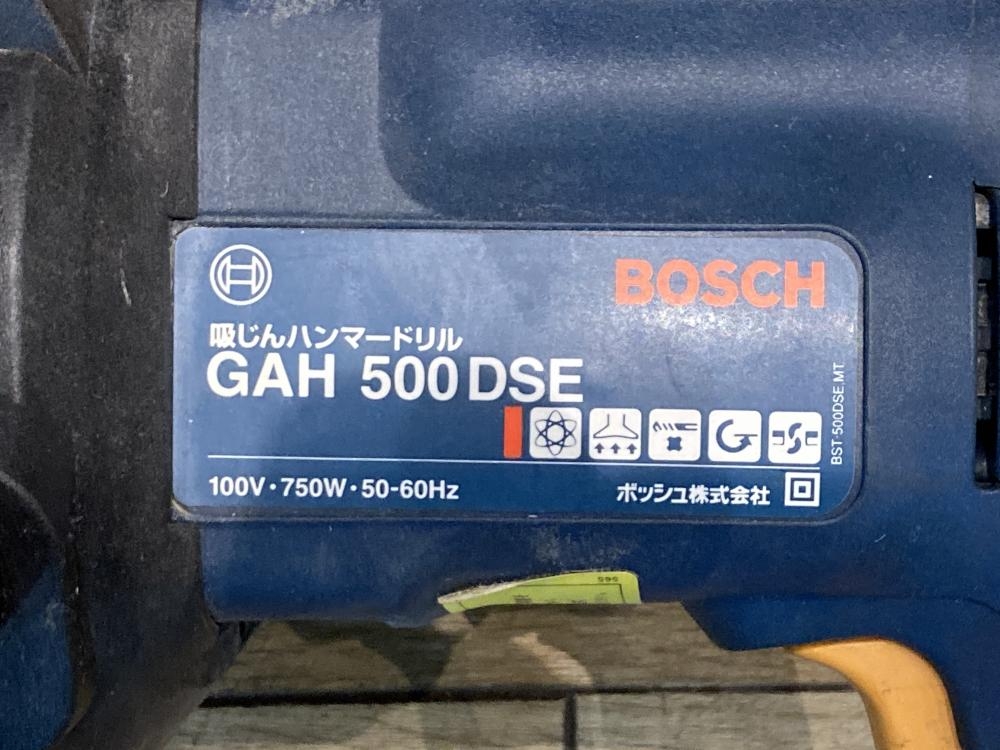 BOSCH
吸じんハンマードリル
GAH 500 DSE
100V・750W・50-60Hz
ボッシュ株式会社
BST・500DSE.MT
595